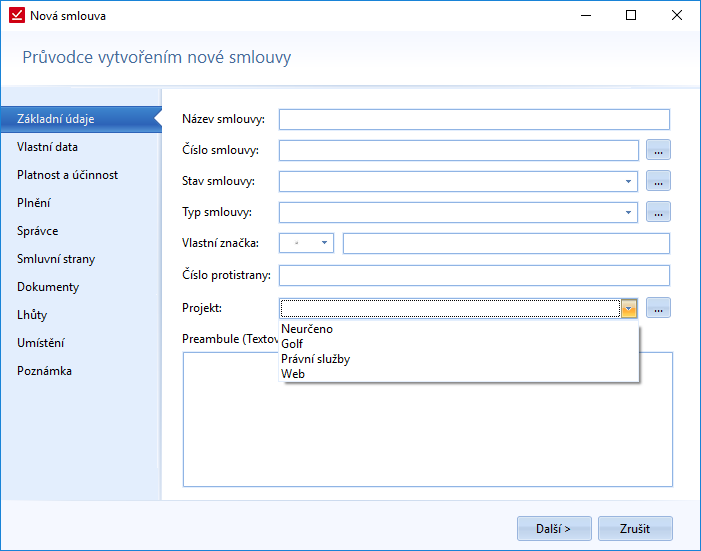 Nová smlouva
Průvodce vytvořením nové smlouvy
Základní údaje
Vlastní data
Platnost a účinnost
Plnění
Správce
Smluvní strany
Dokumenty
Lhůty
Umístění
Poznámka
Název smlouvy:
Číslo smlouvy:
...
Stav smlouvy:
...
Typ smlouvy:
...
Vlastní značka:
Číslo protistrany:
Projekt:
...
Neurčeno
Golf
Právní služby
Web
Preambule (Textov
Další >
Zrušit